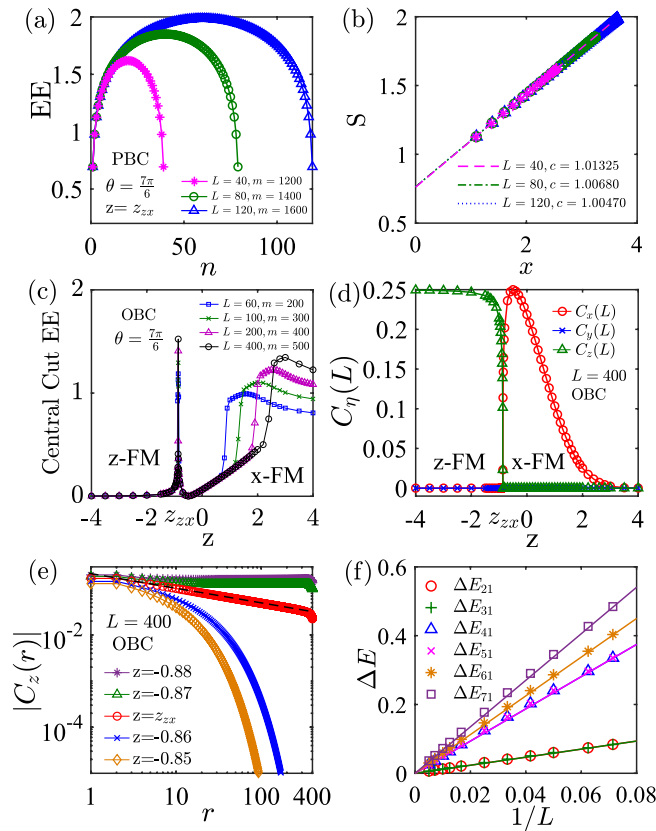 (a)
2
1.5
1
0.5
EE
PBC
θ = 7π/6
z= z_zx
L = 40, m = 1200
L = 80, m = 1400
L = 120, m = 1600
0
50
100
n
(b)
2
1.5
1
0.5
S
L = 40, c = 1.01325
L = 80, c = 1.00680
L = 120, c = 1.00470
0
2
4
x
(c)
2
1
0
Central Cut EE
OBC
θ = 7π/6
L = 60, m = 200
L = 100, m = 300
L = 200, m = 400
L = 400, m = 500
z-FM
x-FM
-4
-2
z_zx
0
2
4
z
(d)
0.25
0.2
0.15
0.1
0.05
0
C_η(L)
C_x(L)
C_y(L)
C_z(L)
L = 400
OBC
z-FM
x-FM
-4
-2
z_zx
0
2
4
z
(e)
10^-2
10^-4
|C_z(r)|
L = 400
OBC
z=-0.88
z=-0.87
z=z_zx
z=-0.86
z=-0.85
1
10
100
400
r
(f)
0.6
0.4
0.2
0
ΔE
ΔE_21
ΔE_31
ΔE_41
ΔE_51
ΔE_61
ΔE_71
0
0.02
0.04
0.06
0.08
1/L